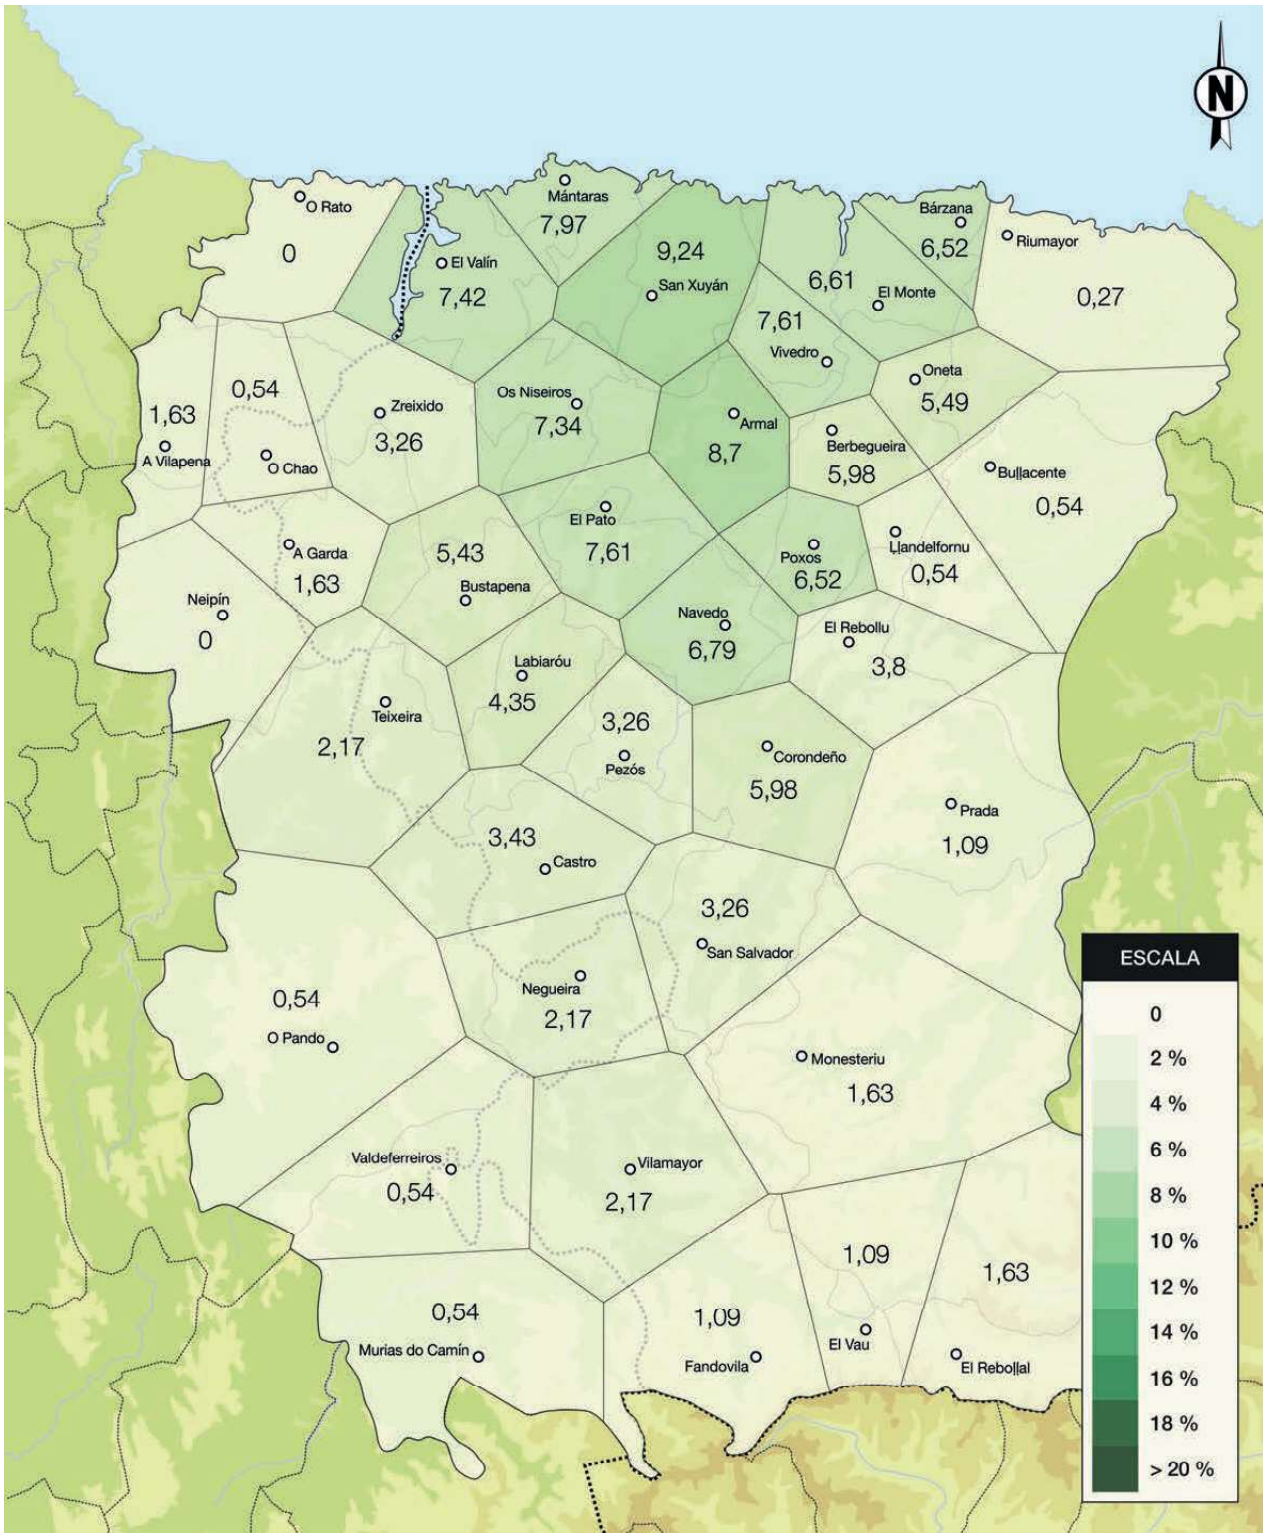 N
O Rato
0
El Valín
7,42
Mántaras
7,97
9,24
San Xuyán
6,61
El Monte
Bárzana
6,52
Riumayor
0,27
7,61
Vivedro
Oneta
5,49
1,63
A Vilapena
0,54
O Chao
Zreixido
3,26
Os Niseiros
7,34
Armal
8,7
Berbegueira
5,98
Buḷḷacente
0,54
A Garda
1,63
5,43
Bustapena
El Pato
7,61
Poxos
6,52
Ḷḷandelfornu
0,54
Neipín
0
Navedo
6,79
El Rebollu
3,8
Labiaróu
4,35
Teixeira
2,17
3,26
Pezós
Corondeño
5,98
Prada
1,09
3,43
Castro
3,26
San Salvador
Negueira
2,17
0,54
O Pando
Monesteriu
1,63
Valdeferreiros
0,54
Vilamayor
2,17
0,54
Murias do Camín
1,09
Fandovila
1,09
El Vau
1,63
El Reboḷḷal
ESCALA
0
2 %
4 %
6 %
8 %
10 %
12 %
14 %
16 %
18 %
> 20 %